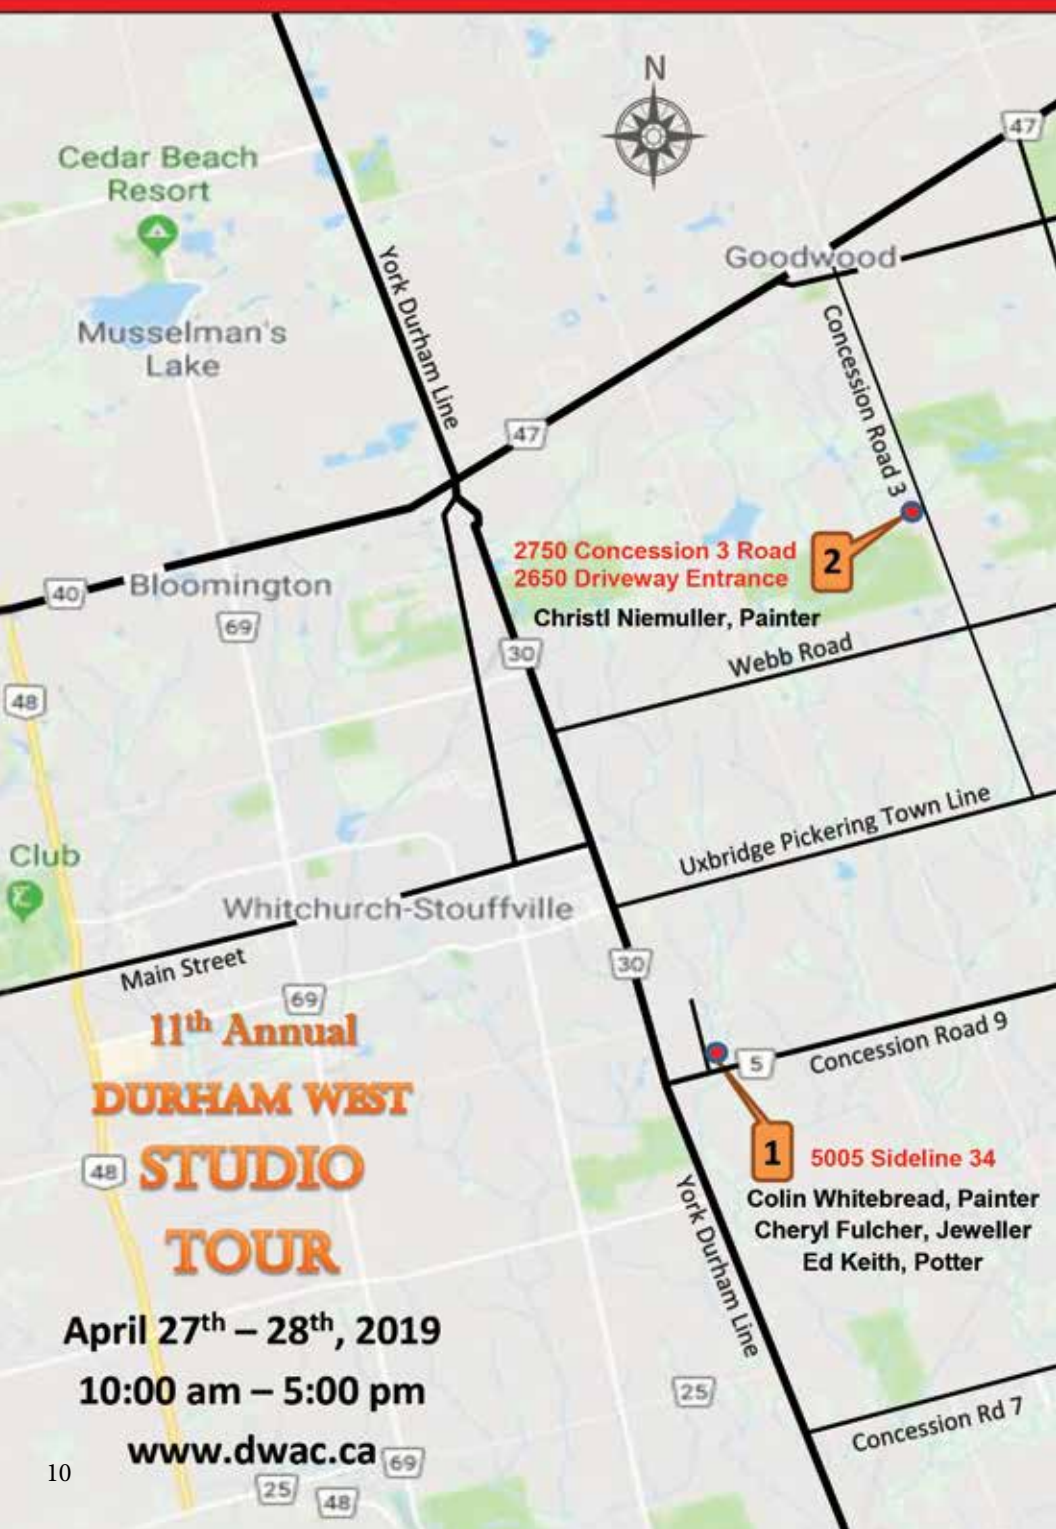 N
47
Cedar Beach
Resort
York Durham Line
Goodwood
Musselman's
Lake
Concession Road 3
47
2750 Concession 3 Road
2650 Driveway Entrance
2
Christl Niemuller, Painter
40
Bloomington
69
30
Webb Road
48
Uxbridge Pickering Town Line
Club
Whitchurch-Stouffville
Main Street
30
69
11th Annual
DURHAM WEST
STUDIO
TOUR
48
April 27th – 28th, 2019
10:00 am – 5:00 pm
www.dwac.ca
5
Concession Road 9
1
5005 Sideline 34
Colin Whitebread, Painter
Cheryl Fulcher, Jeweller
Ed Keith, Potter
York Durham Line
25
Concession Rd 7
69
10
25
48